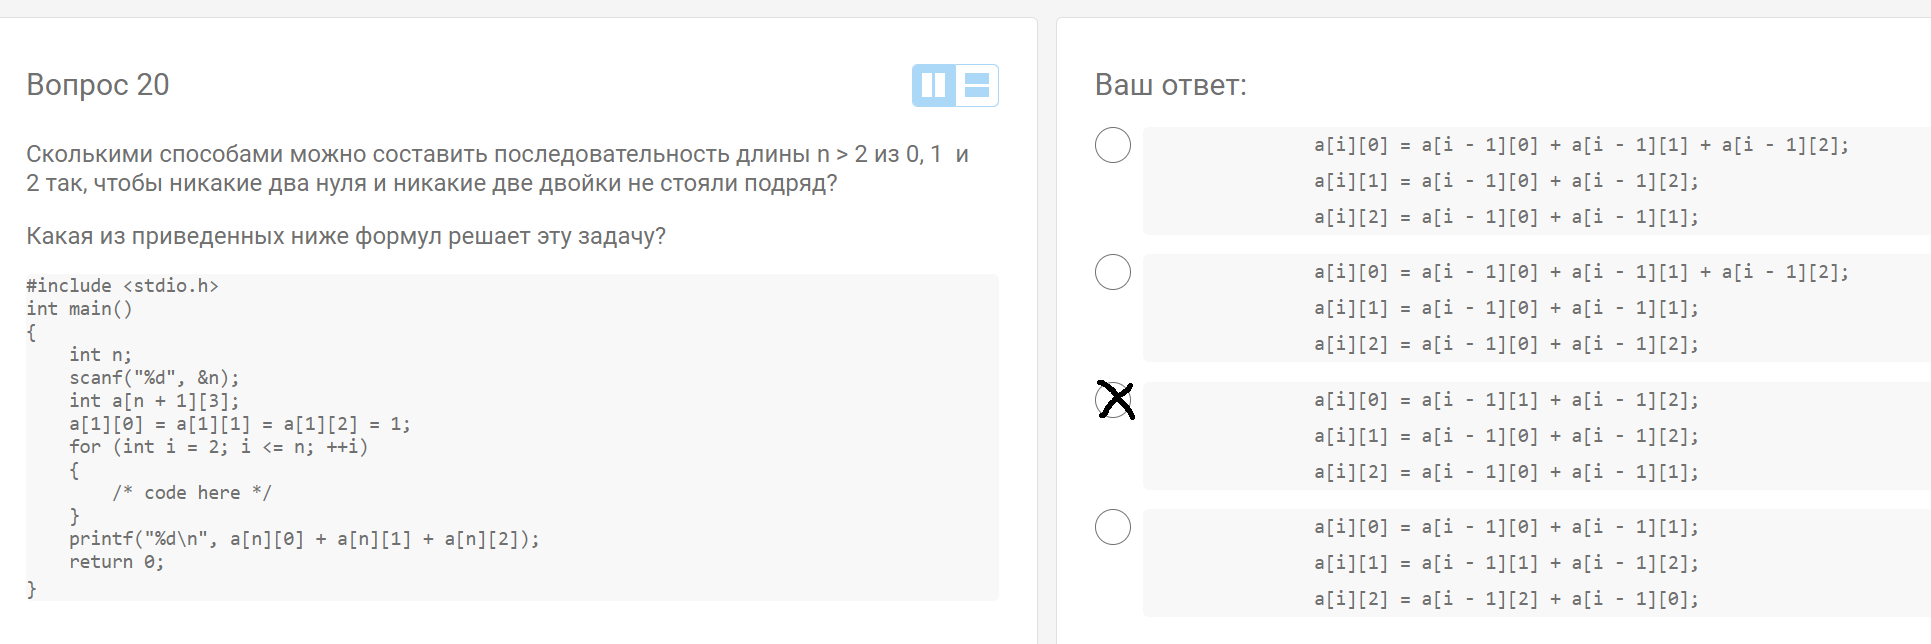 Вопрос 20
Сколькими способами можно составить последовательность длины n > 2 из 0, 1 и
2 так, чтобы никакие два нуля и никакие две двойки не стояли подряд?
Какая из приведенных ниже формул решает эту задачу?
#include <stdio.h>
int main()
{
    int n;
    scanf("%d", &n);
    int a[n + 1][3];
    a[1][0] = a[1][1] = a[1][2] = 1;
    for (int i = 2; i <= n; ++i)
    {
        /* code here */
    }
    printf("%d\n", a[n][0] + a[n][1] + a[n][2]);
    return 0;
}
Ваш ответ:
a[i][0] = a[i - 1][0] + a[i - 1][1] + a[i - 1][2];
a[i][1] = a[i - 1][0] + a[i - 1][2];
a[i][2] = a[i - 1][0] + a[i - 1][1];
a[i][0] = a[i - 1][0] + a[i - 1][1] + a[i - 1][2];
a[i][1] = a[i - 1][0] + a[i - 1][1];
a[i][2] = a[i - 1][0] + a[i - 1][2];
a[i][0] = a[i - 1][1] + a[i - 1][2];
a[i][1] = a[i - 1][0] + a[i - 1][2];
a[i][2] = a[i - 1][0] + a[i - 1][1];
a[i][0] = a[i - 1][0] + a[i - 1][1];
a[i][1] = a[i - 1][1] + a[i - 1][2];
a[i][2] = a[i - 1][2] + a[i - 1][0];